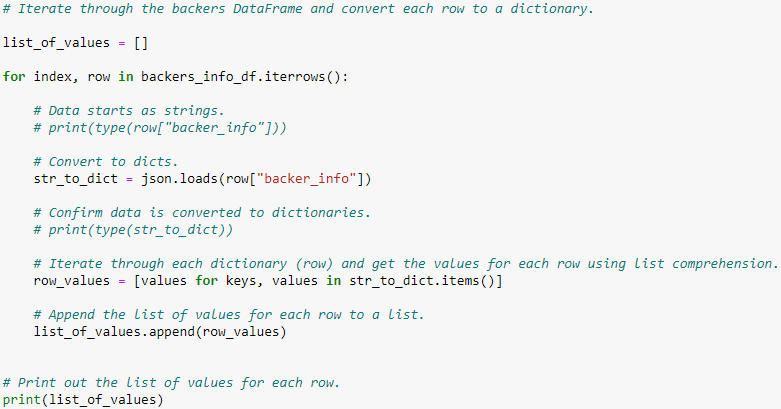 # Iterate through the backers DataFrame and convert each row to a dictionary.
list_of_values = []
for index, row in backers_info_df.iterrows():
# Data starts as strings.
# print(type(row["backer_info"]))
# Convert to dicts.
str_to_dict = json.loads(row["backer_info"])
# Confirm data is converted to dictionaries.
# print(type(str_to_dict))
# Iterate through each dictionary (row) and get the values for each row using list comprehension.
row_values = [values for keys, values in str_to_dict.items()]
# Append the list of values for each row to a list.
list_of_values.append(row_values)
# Print out the list of values for each row.
print(list_of_values)